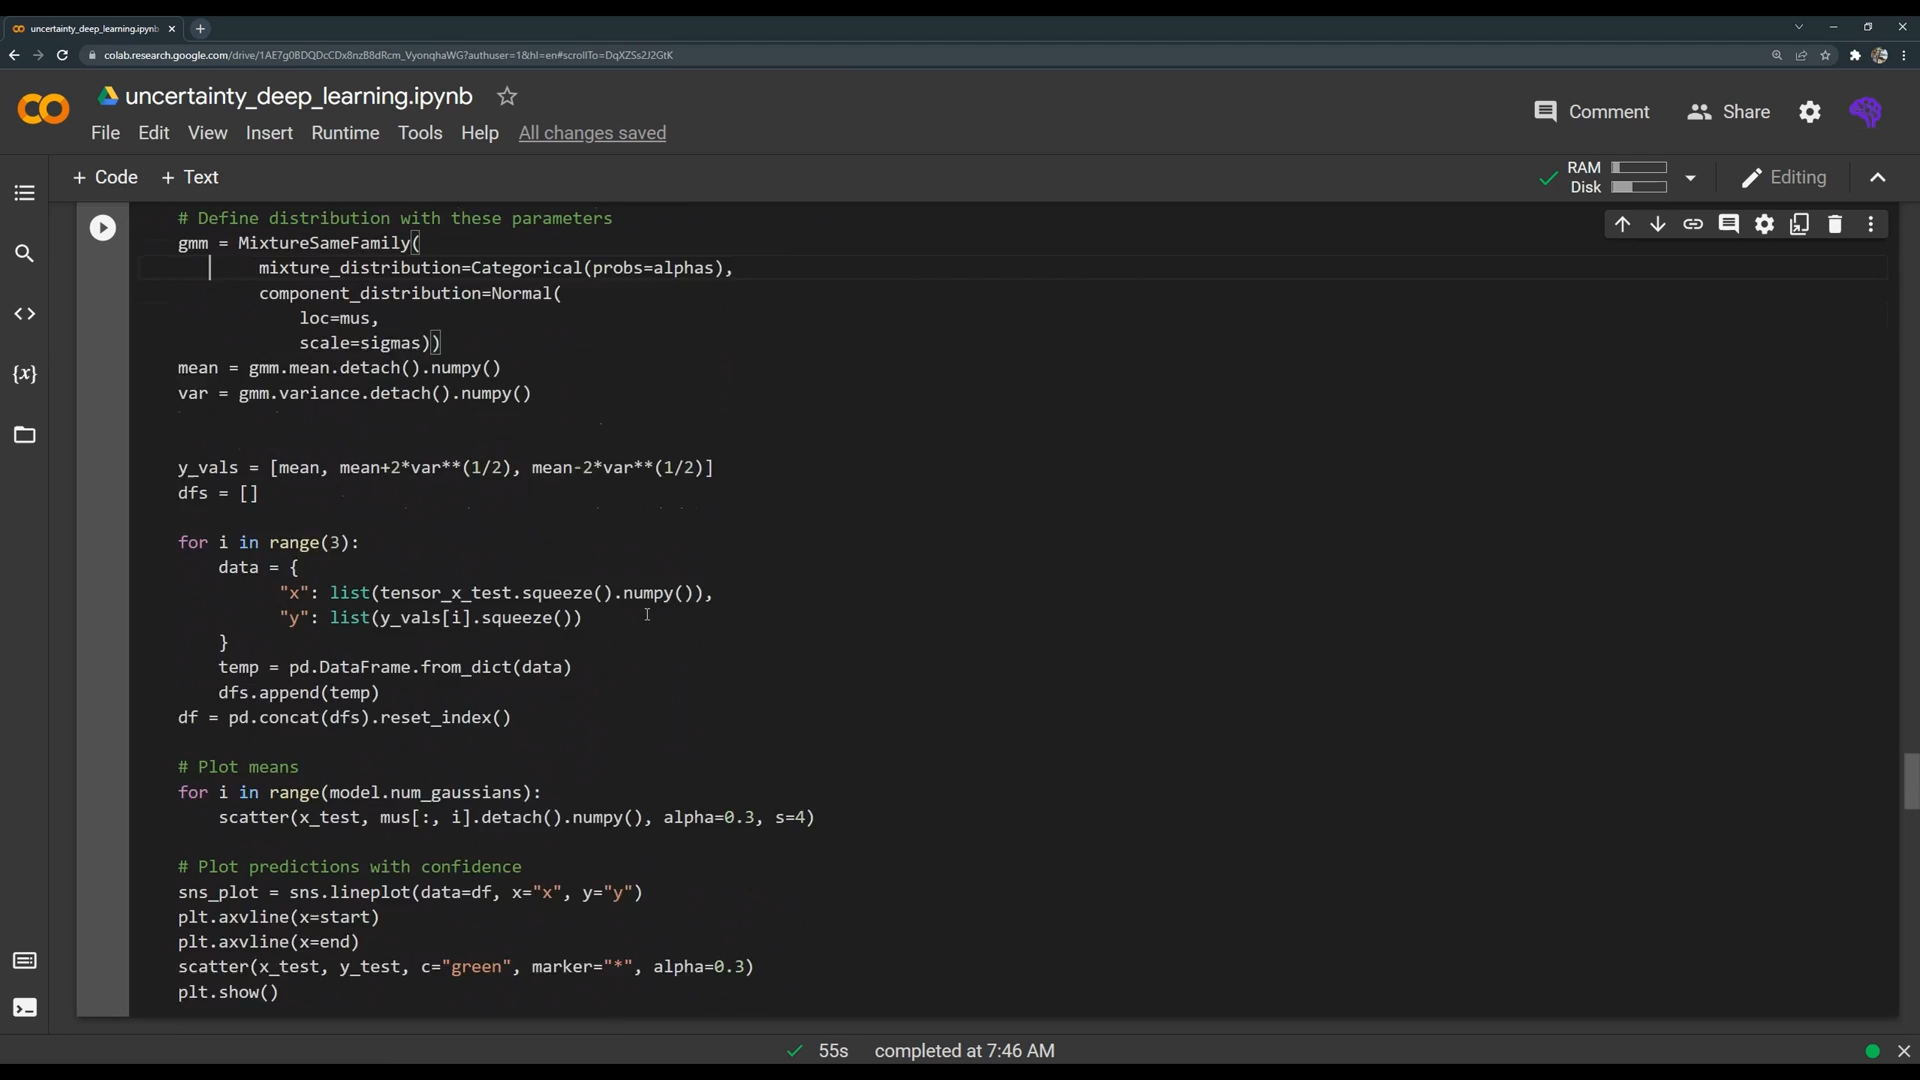 uncertainty_deep_learning.ipynb
colab.research.google.com/drive/1AE7g0BDQDcCDx8nzB8dRcm_VyonqhaWG?authuser=1&hl=en#scrollTo=DqXZSs2J2GtK
uncertainty_deep_learning.ipynb
File Edit View Insert Runtime Tools Help All changes saved
Comment Share
+ Code + Text
RAM
Disk
Editing
# Define distribution with these parameters
gmm = MixtureSameFamily(
mixture_distribution=Categorical(probs=alphas),
component_distribution=Normal(
loc=mus,
scale=sigmas))
mean = gmm.mean.detach().numpy()
var = gmm.variance.detach().numpy()
y_vals = [mean, mean+2*var**(1/2), mean-2*var**(1/2)]
dfs = []
for i in range(3):
data = {
"x": list(tensor_x_test.squeeze().numpy()),
"y": list(y_vals[i].squeeze())
}
temp = pd.DataFrame.from_dict(data)
dfs.append(temp)
df = pd.concat(dfs).reset_index()
# Plot means
for i in range(model.num_gaussians):
scatter(x_test, mus[:, i].detach().numpy(), alpha=0.3, s=4)
# Plot predictions with confidence
sns_plot = sns.lineplot(data=df, x="x", y="y")
plt.axvline(x=start)
plt.axvline(x=end)
scatter(x_test, y_test, c="green", marker="*", alpha=0.3)
plt.show()
55s completed at 7:46 AM